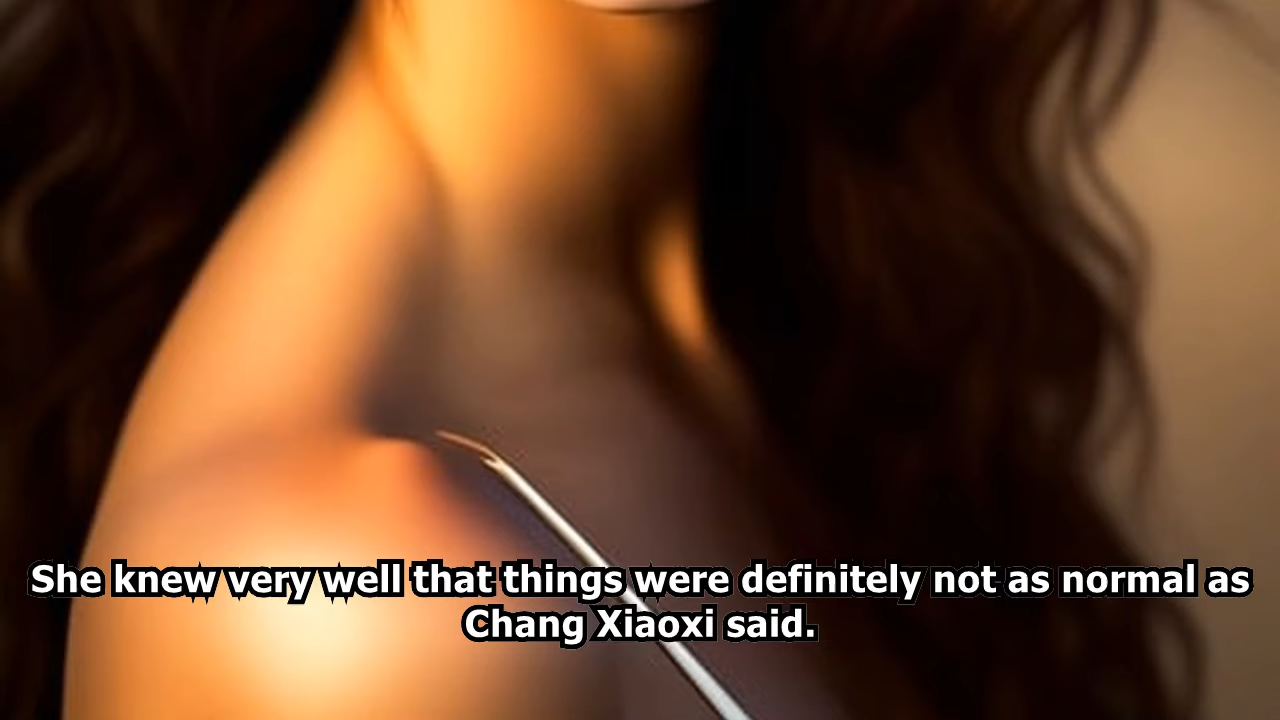 She knew very well that things were definitely not as normal as
Chang Xiaoxi said.